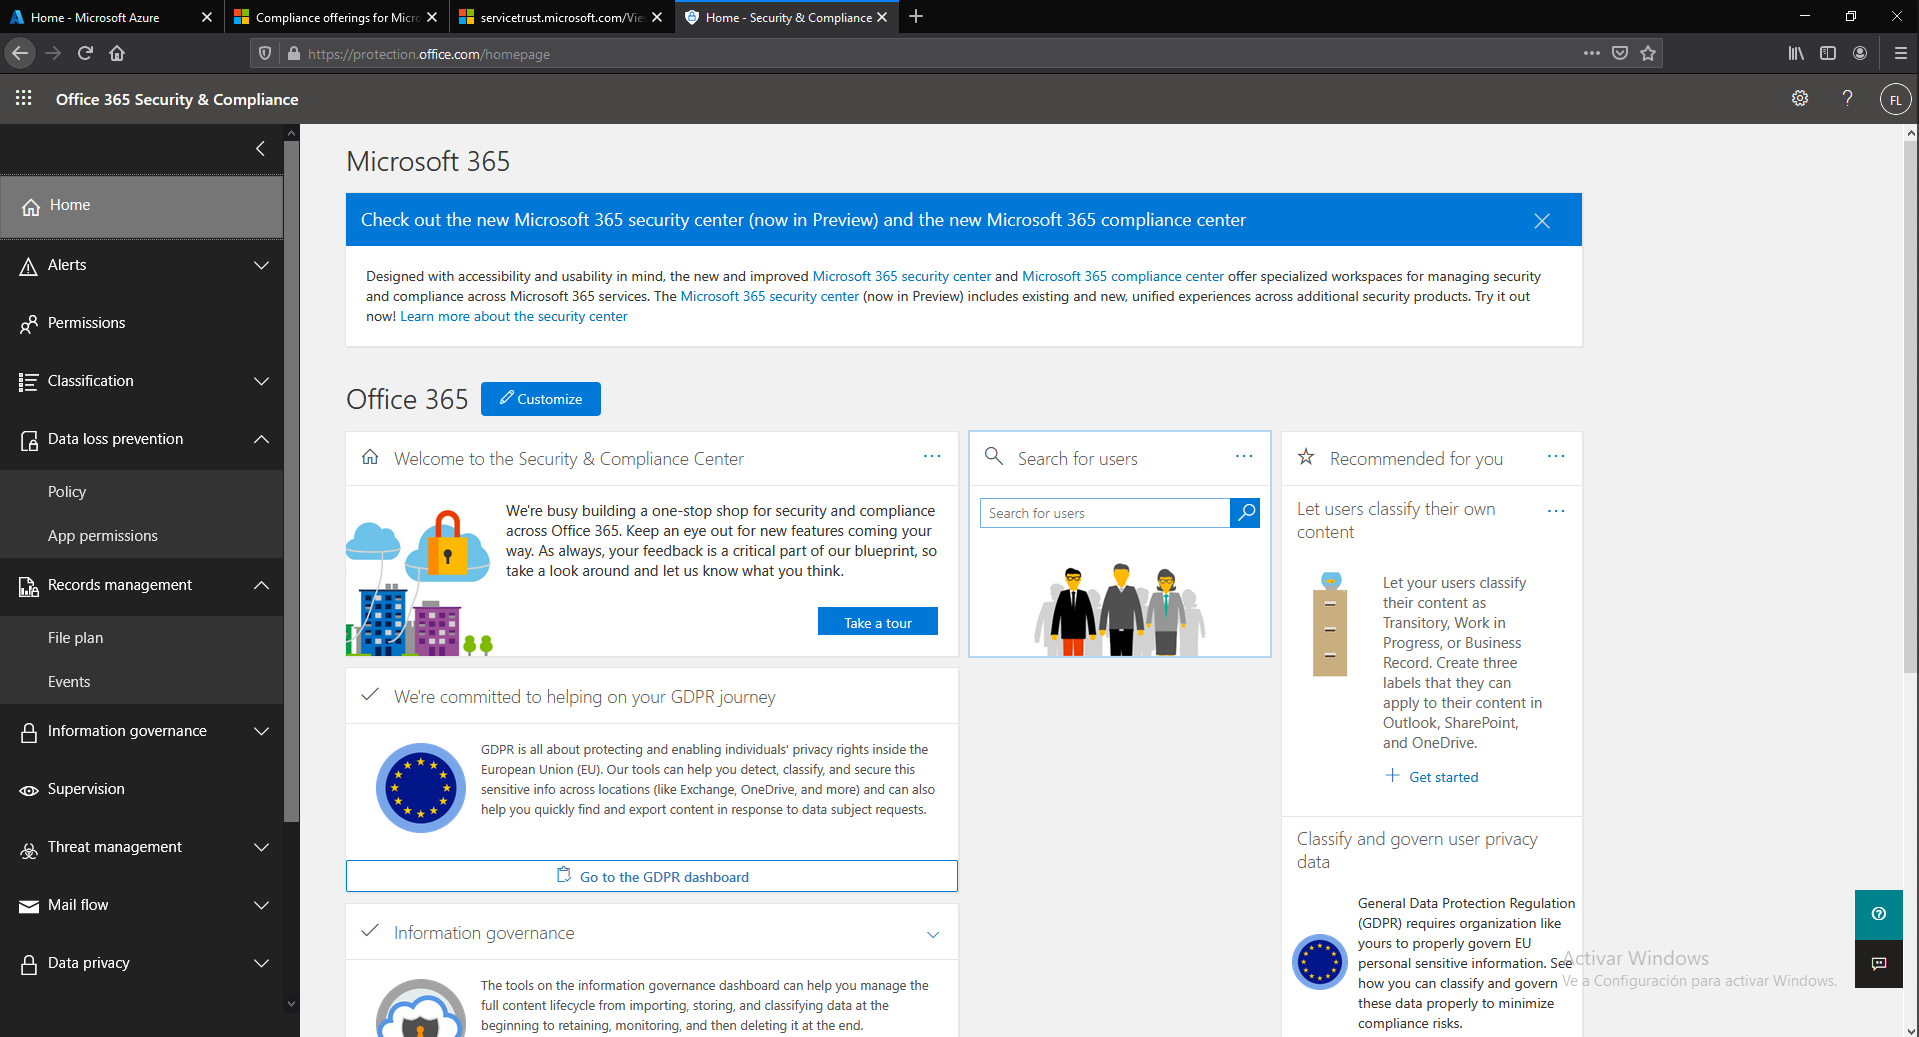 Home - Microsoft Azure
Compliance offerings for Micro
servicetrust.microsoft.com/Vie
Home - Security & Compliance
https://protection.office.com/homepage
Office 365 Security & Compliance
FL
Home
Alerts
Permissions
Classification
Data loss prevention
Policy
App permissions
Records management
File plan
Events
Information governance
Supervision
Threat management
Mail flow
Data privacy
Microsoft 365
Check out the new Microsoft 365 security center (now in Preview) and the new Microsoft 365 compliance center
Designed with accessibility and usability in mind, the new and improved Microsoft 365 security center and Microsoft 365 compliance center offer specialized workspaces for managing security
and compliance across Microsoft 365 services. The Microsoft 365 security center (now in Preview) includes existing and new, unified experiences across additional security products. Try it out
now! Learn more about the security center
Office 365
Customize
Welcome to the Security & Compliance Center
We're busy building a one-stop shop for security and compliance
across Office 365. Keep an eye out for new features coming your
way. As always, your feedback is a critical part of our blueprint, so
take a look around and let us know what you think.
Take a tour
We're committed to helping on your GDPR journey
GDPR is all about protecting and enabling individuals' privacy rights inside the
European Union (EU). Our tools can help you detect, classify, and secure this
sensitive info across locations (like Exchange, OneDrive, and more) and can also
help you quickly find and export content in response to data subject requests.
Go to the GDPR dashboard
Information governance
The tools on the information governance dashboard can help you manage the
full content lifecycle from importing, storing, and classifying data at the
beginning to retaining, monitoring, and then deleting it at the end.
Search for users
Search for users
Recommended for you
Let users classify their own
content
Let your users classify
their content as
Transitory, Work in
Progress, or Business
Record. Create three
labels that they can
apply to their content in
Outlook, SharePoint,
and OneDrive.
Get started
Classify and govern user privacy
data
General Data Protection Regulation
(GDPR) requires organization like
yours to properly govern EU
personal sensitive information. See
how you can classify and govern
these data properly to minimize
compliance risks.
Activar Windows
Ve a Configuración para activar Windows.